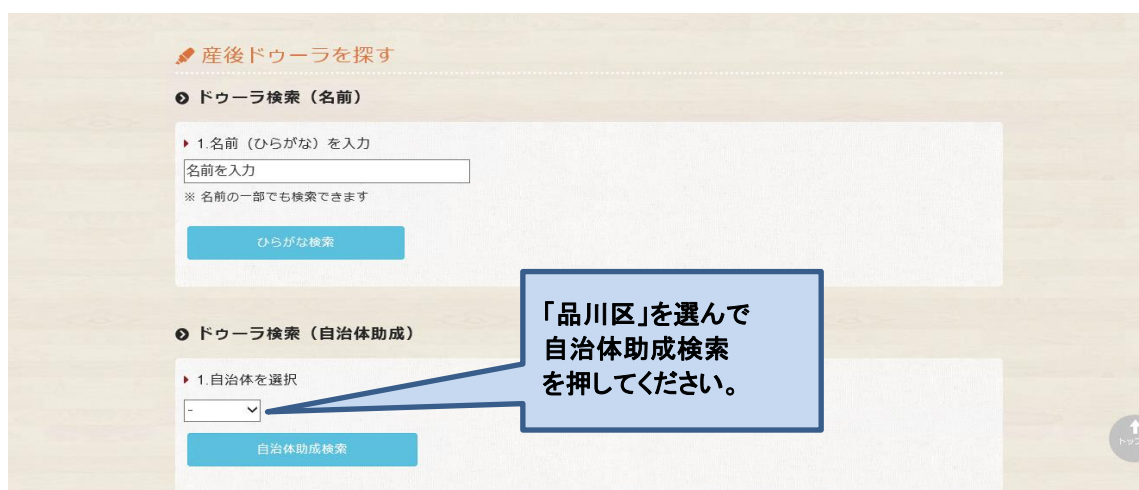 産後ドゥーラを探す
ドゥーラ検索（名前）
1.名前（ひらがな）を入力
名前を入力
※ 名前の一部でも検索できます
ひらがな検索
「品川区」を選んで
自治体助成検索
を押してください。
ドゥーラ検索（自治体助成）
1.自治体を選択
-
自治体助成検索